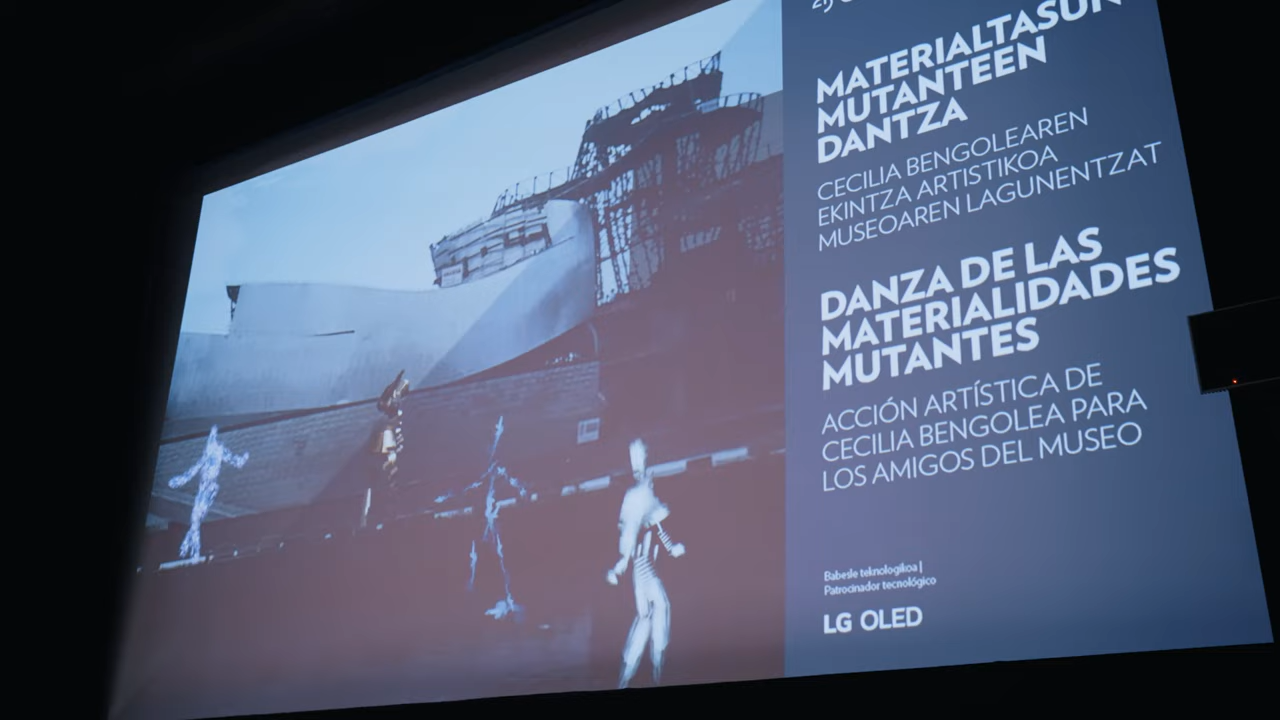 MATERIALTASUN
MUTANTEEN
DANTZA
CECILIA BENGOLEAREN
EKINTZA ARTISTIKOA
MUSEOAREN LAGUNENTZAT
DANZA DE LAS
MATERIALIDADES
MUTANTES
ACCIÓN ARTÍSTICA DE
CECILIA BENGOLEA PARA
LOS AMIGOS DEL MUSEO
Babesle teknologikoa |
Patrocinador tecnológico
LG OLED